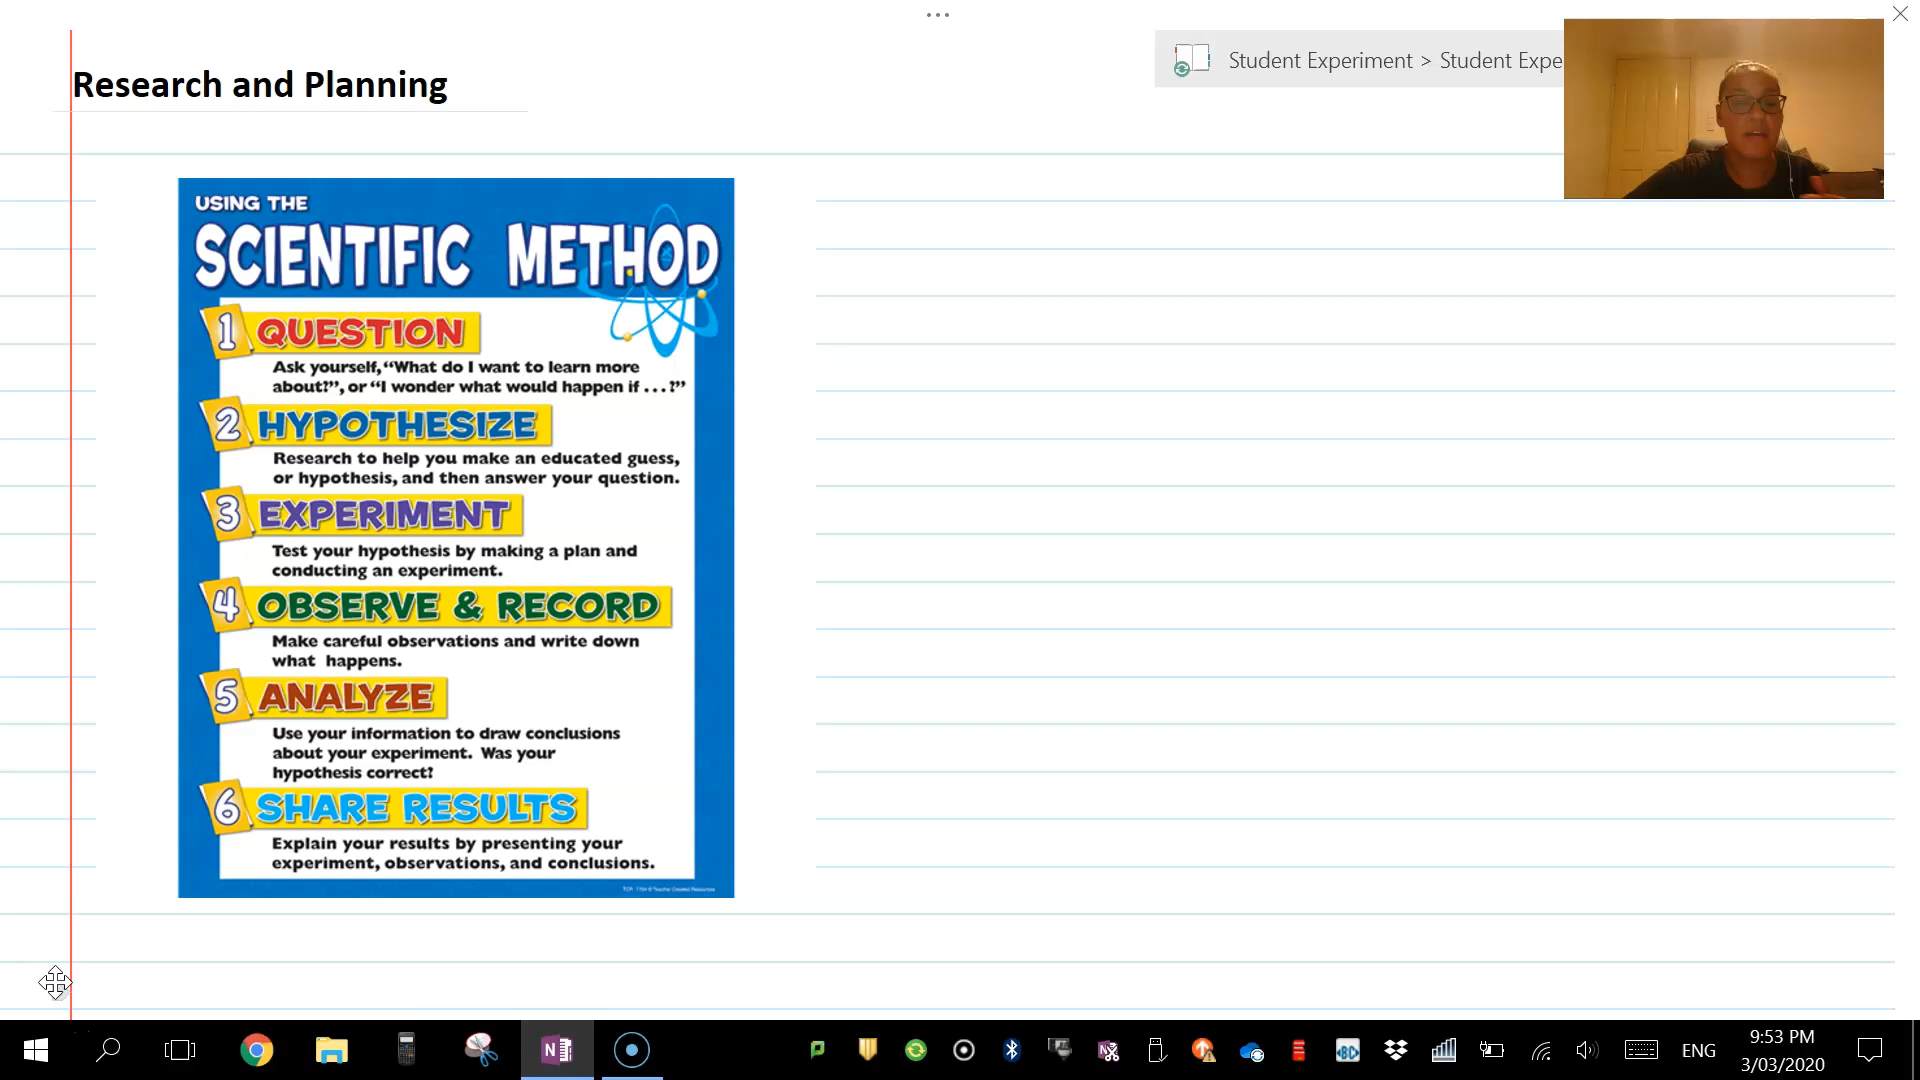 Research and Planning
Student Experiment > Student Expe
USING THE
SCIENTIFIC METHOD
1 QUESTION
Ask yourself, “What do I want to learn more
about?”, or “I wonder what would happen if . . . ?”
2 HYPOTHESIZE
Research to help you make an educated guess,
or hypothesis, and then answer your question.
3 EXPERIMENT
Test your hypothesis by making a plan and
conducting an experiment.
4 OBSERVE & RECORD
Make careful observations and write down
what happens.
5 ANALYZE
Use your information to draw conclusions
about your experiment. Was your
hypothesis correct?
6 SHARE RESULTS
Explain your results by presenting your
experiment, observations, and conclusions.
©Teacher Created Resources
N
ENG
9:53 PM
3/03/2020